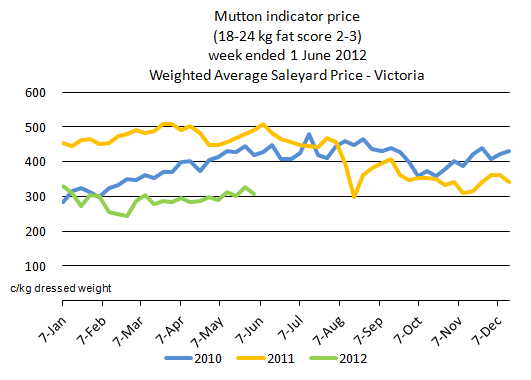 Mutton indicator price
(18-24 kg fat score 2-3)
week ended 1 June 2012
Weighted Average Saleyard Price - Victoria
600
500
400
300
200
100
c/kg dressed weight
7-Jan 7-Feb 7-Mar 7-Apr 7-May 7-Jun 7-Jul 7-Aug 7-Sep 7-Oct 7-Nov 7-Dec
2010 2011 2012